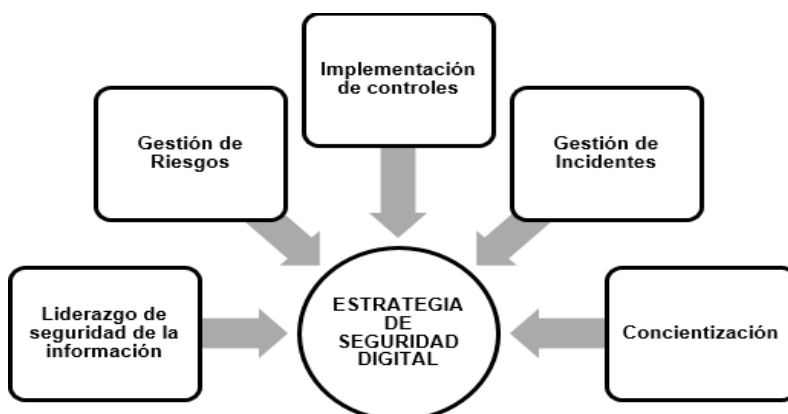 Implementación
de controles
Gestión de
Riesgos
Gestión de
Incidentes
Liderazgo de
seguridad de la
información
ESTRATEGIA
DE
SEGURIDAD
DIGITAL
Concientización